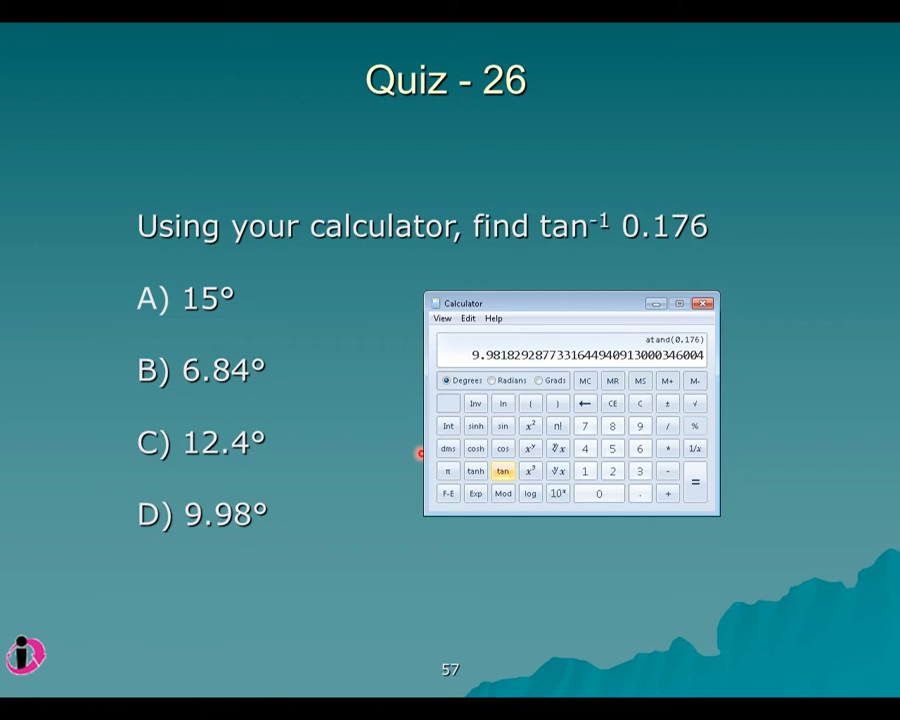 Quiz - 26
Using your calculator, find tan⁻¹ 0.176
A) 15°
B) 6.84°
C) 12.4°
D) 9.98°
Calculator
View Edit Help
atand(0.176)
9.9818292877331644940913000346004
Degrees Radians Grads MC MR MS M+ M-
Inv ln ( ) ← CE C ± √
Int sinh sin x² n! 7 8 9 / %
dms cosh cos xʸ ʸ√x 4 5 6 * 1/x
π tanh tan x³ ³√x 1 2 3 - =
F-E Exp Mod log 10ˣ 0 . +
57